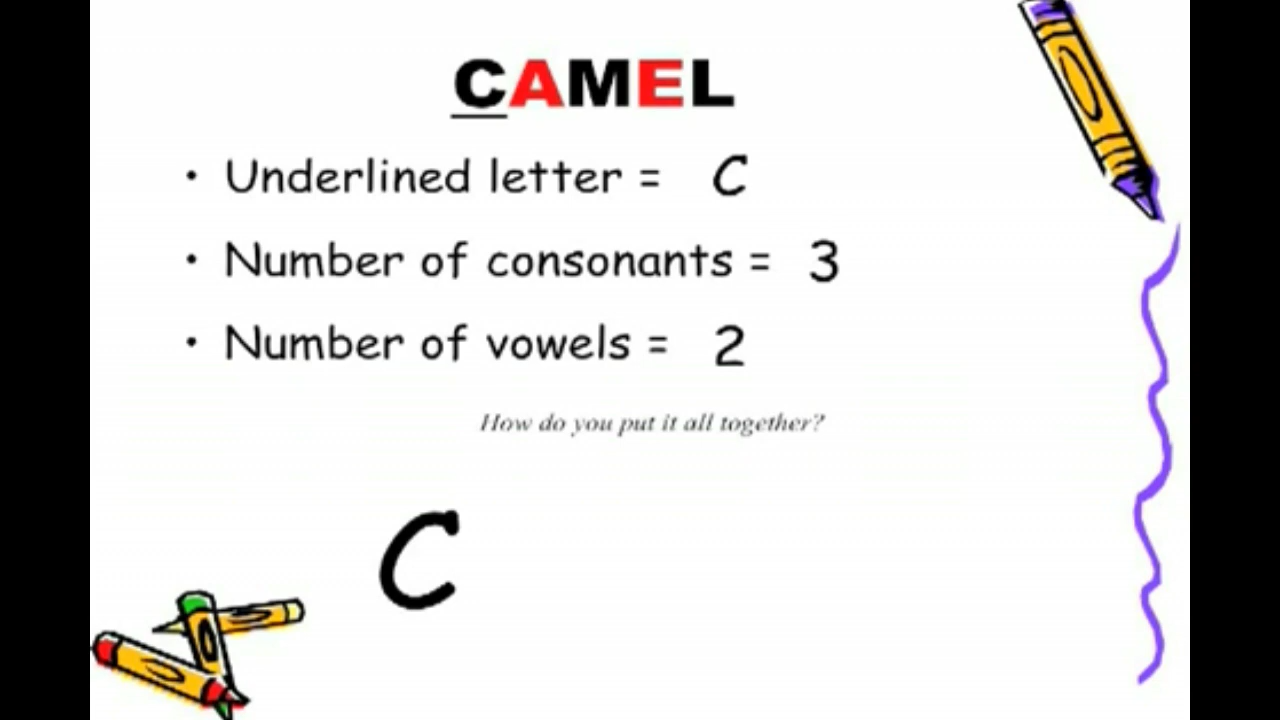 CAMEL
• Underlined letter = C
• Number of consonants = 3
• Number of vowels = 2
How do you put it all together?
C